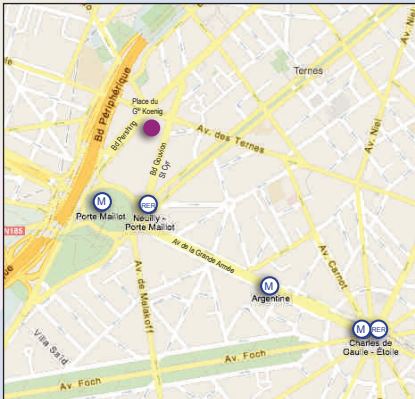 Av. Niel
Ternes
Bd Périphérique
Place du
Gal Koenig
Bd Pershing
Av. des Ternes
Bd Gouvion
St Cyr
Av. Niel
M
Porte Maillot
RER
Neuilly -
Porte Maillot
N185
Av de la Grande Armée
Av. Carnot
Av. de Malakoff
M
Argentine
M
RER
Charles de
Gaulle - Étoile
Villa Saïd
Av. Foch
Av. Foch